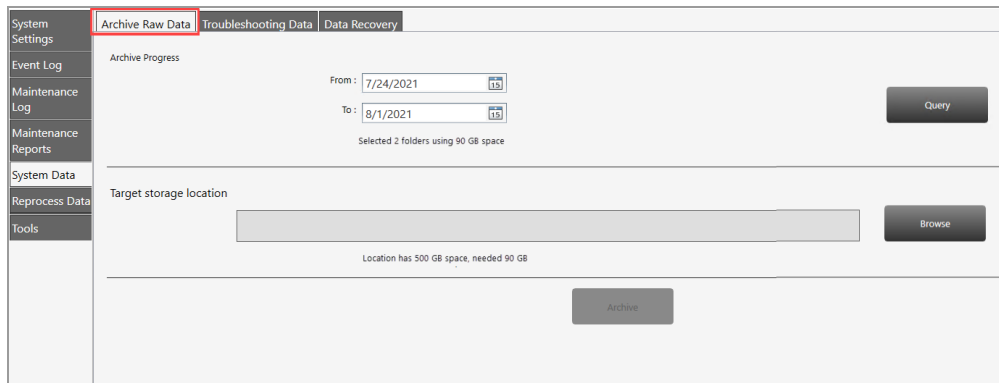 System
Settings
Event Log
Maintenance
Log
Maintenance
Reports
System Data
Reprocess Data
Tools
Archive Raw Data
Troubleshooting Data
Data Recovery
Archive Progress
From :
7/24/2021
15
To :
8/1/2021
15
Selected 2 folders using 90 GB space
Query
Target storage location
Browse
Location has 500 GB space, needed 90 GB
Archive